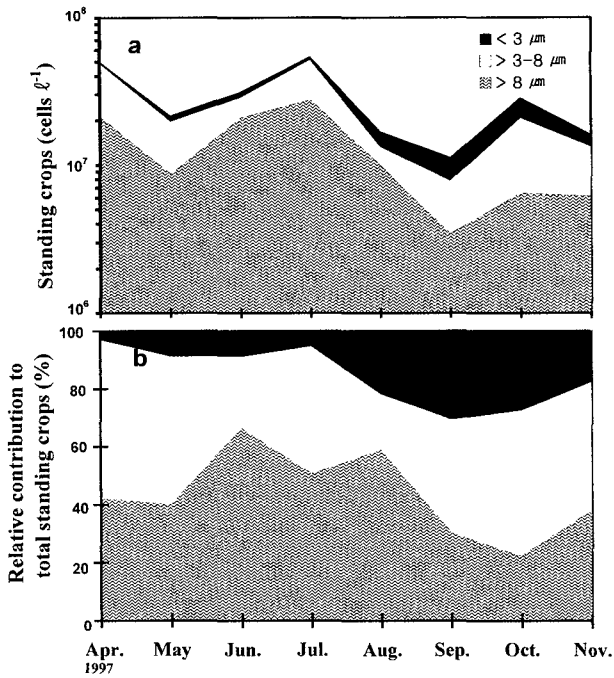 a
< 3 ㎛
> 3-8 ㎛
> 8 ㎛
Standing crops (cells ℓ⁻¹)
10⁸
10⁷
10⁶
b
Relative contribution to
total standing crops (%)
100
80
60
40
20
0
Apr. May Jun. Jul. Aug. Sep. Oct. Nov.
1997